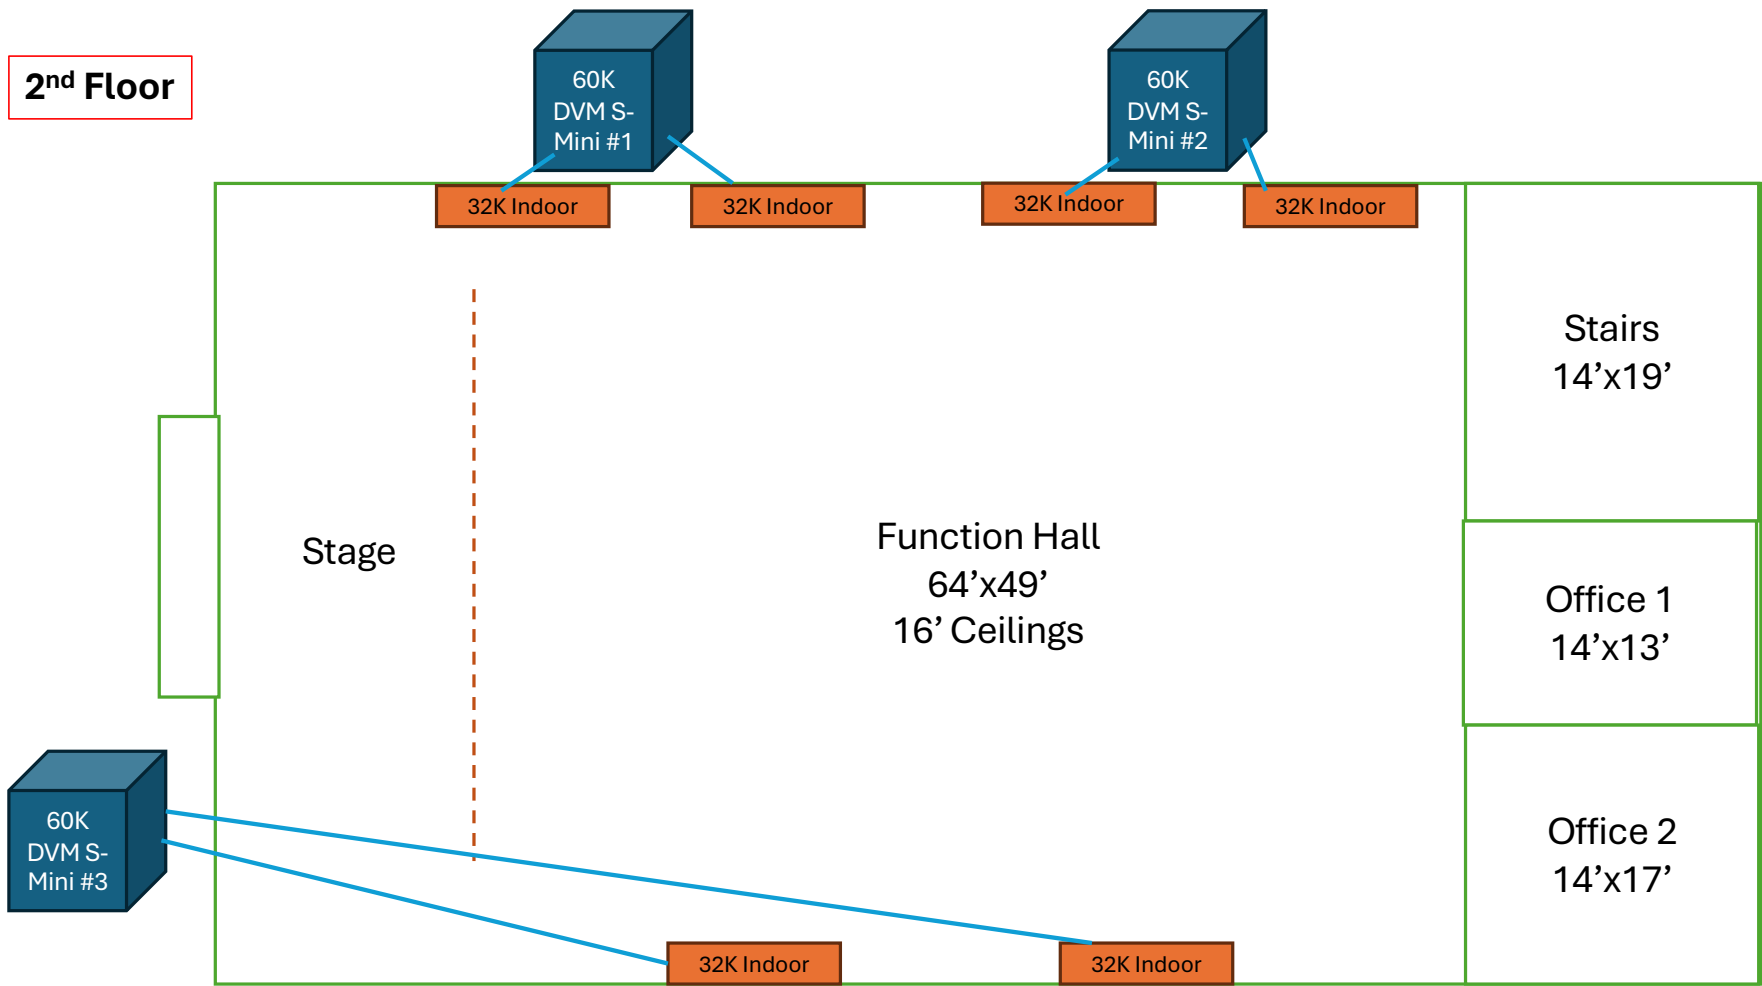 2nd Floor
60K
DVM S-
Mini #1
60K
DVM S-
Mini #2
32K Indoor
32K Indoor
32K Indoor
32K Indoor
Stairs
14’x19’
Stage
Function Hall
64’x49’
16’ Ceilings
Office 1
14’x13’
60K
DVM S-
Mini #3
Office 2
14’x17’
32K Indoor
32K Indoor